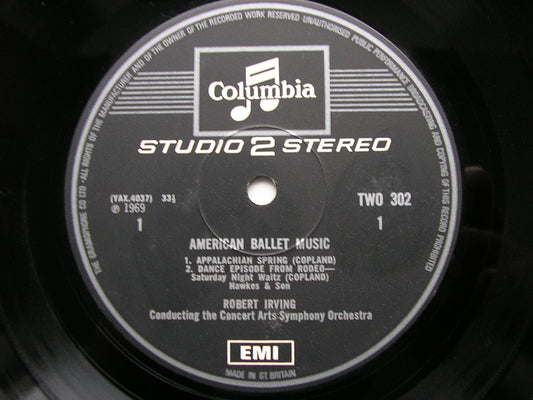 ALL RIGHTS OF THE MANUFACTURER AND OF THE OWNER OF THE RECORDED WORK RESERVED UNAUTHORISED PUBLIC PERFORMANCE BROADCASTING AND COPYING OF THIS RECORD PROHIBITED
THE GRAMOPHONE CO LTD
Columbia
STUDIO 2 STEREO
(YAX.4037) 33⅓
℗ 1969
1
TWO 302
1
AMERICAN BALLET MUSIC
1. APPALACHIAN SPRING (COPLAND)
2. DANCE EPISODE FROM RODEO—
Saturday Night Waltz (COPLAND)
Hawkes & Son
ROBERT IRVING
Conducting the Concert Arts Symphony Orchestra
EMI
MADE IN GT. BRITAIN